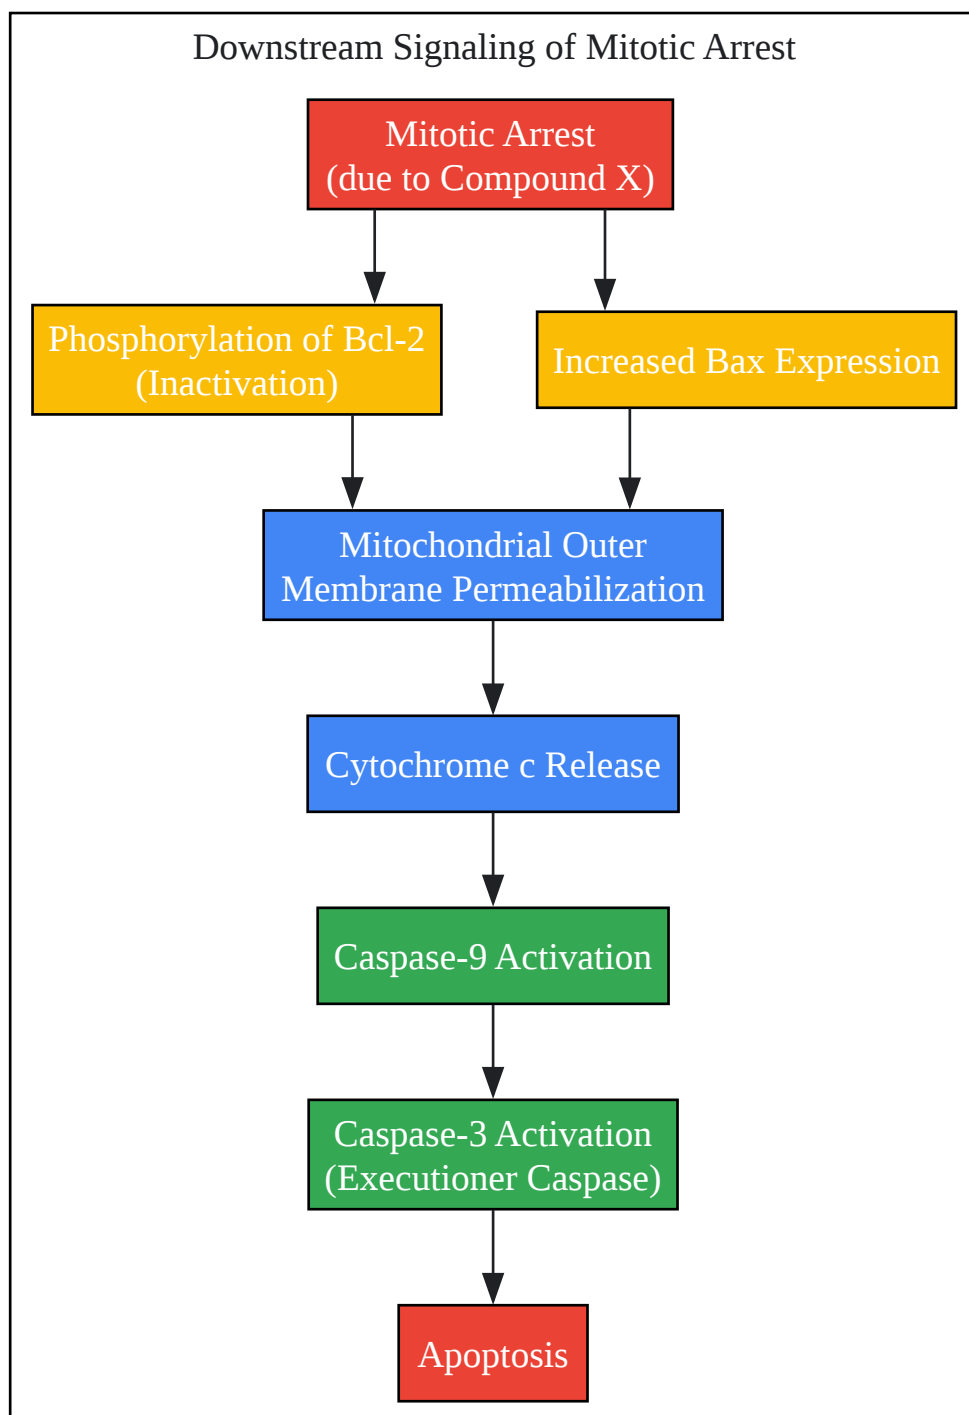 Downstream Signaling of Mitotic Arrest
Mitotic Arrest
(due to Compound X)
Phosphorylation of Bcl-2
(Inactivation)
Increased Bax Expression
Mitochondrial Outer
Membrane Permeabilization
Cytochrome c Release
Caspase-9 Activation
Caspase-3 Activation
(Executioner Caspase)
Apoptosis